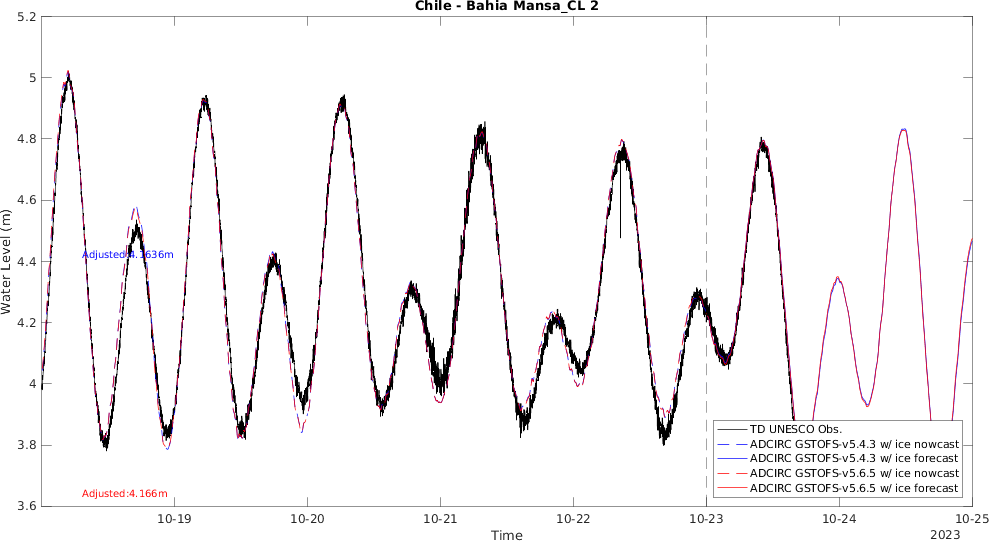 Chile - Bahia Mansa_CL 2
5.2
5
4.8
4.6
4.4
4.2
4
3.8
3.6
Water Level (m)
Adjusted:4.1636m
Adjusted:4.166m
TD UNESCO Obs.
ADCIRC GSTOFS-v5.4.3 w/ ice nowcast
ADCIRC GSTOFS-v5.4.3 w/ ice forecast
ADCIRC GSTOFS-v5.6.5 w/ ice nowcast
ADCIRC GSTOFS-v5.6.5 w/ ice forecast
10-19 10-20 10-21 10-22 10-23 10-24 10-25
Time
2023